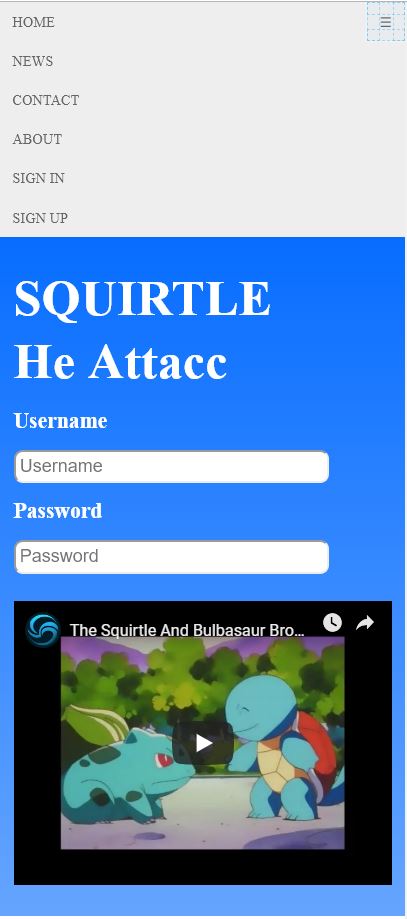 HOME ☰
NEWS
CONTACT
ABOUT
SIGN IN
SIGN UP
SQUIRTLE
He Attacc
Username
Username
Password
Password
The Squirtle And Bulbasaur Bro...